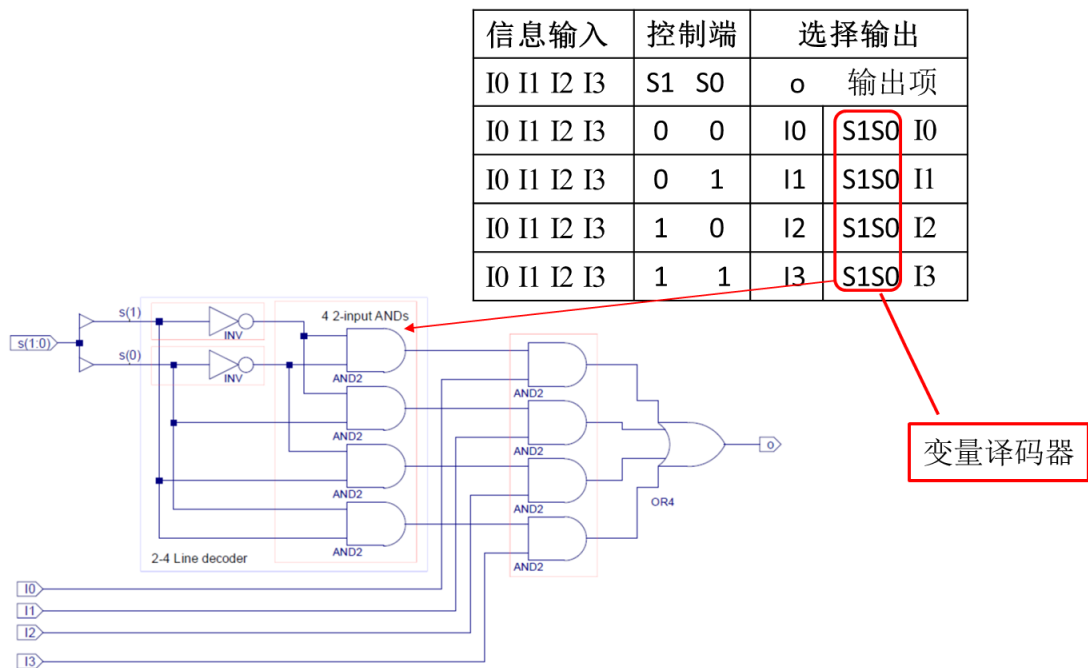 信息输入 控制端 选择输出
I0 I1 I2 I3 S1 S0 o 输出项
I0 I1 I2 I3 0 0 I0 S1S0 I0
I0 I1 I2 I3 0 1 I1 S1S0 I1
I0 I1 I2 I3 1 0 I2 S1S0 I2
I0 I1 I2 I3 1 1 I3 S1S0 I3
s(1:0)
s(1)
INV
s(0)
INV
4 2-input ANDs
AND2
AND2
AND2
AND2
2-4 Line decoder
AND2
AND2
AND2
AND2
OR4
o
变量译码器
I0
I1
I2
I3